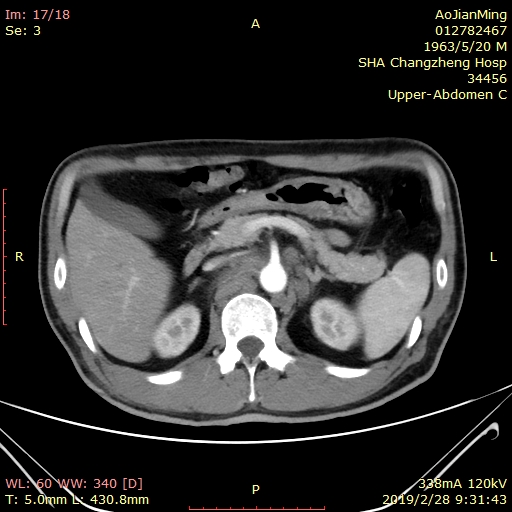 Im: 17/18
Se: 3
A
AoJianMing
012782467
1963/5/20 M
SHA Changzheng Hosp
34456
Upper-Abdomen C
R
L
WL: 60 WW: 340 [D]
T: 5.0mm L: 430.8mm
P
338mA 120kV
2019/2/28 9:31:43